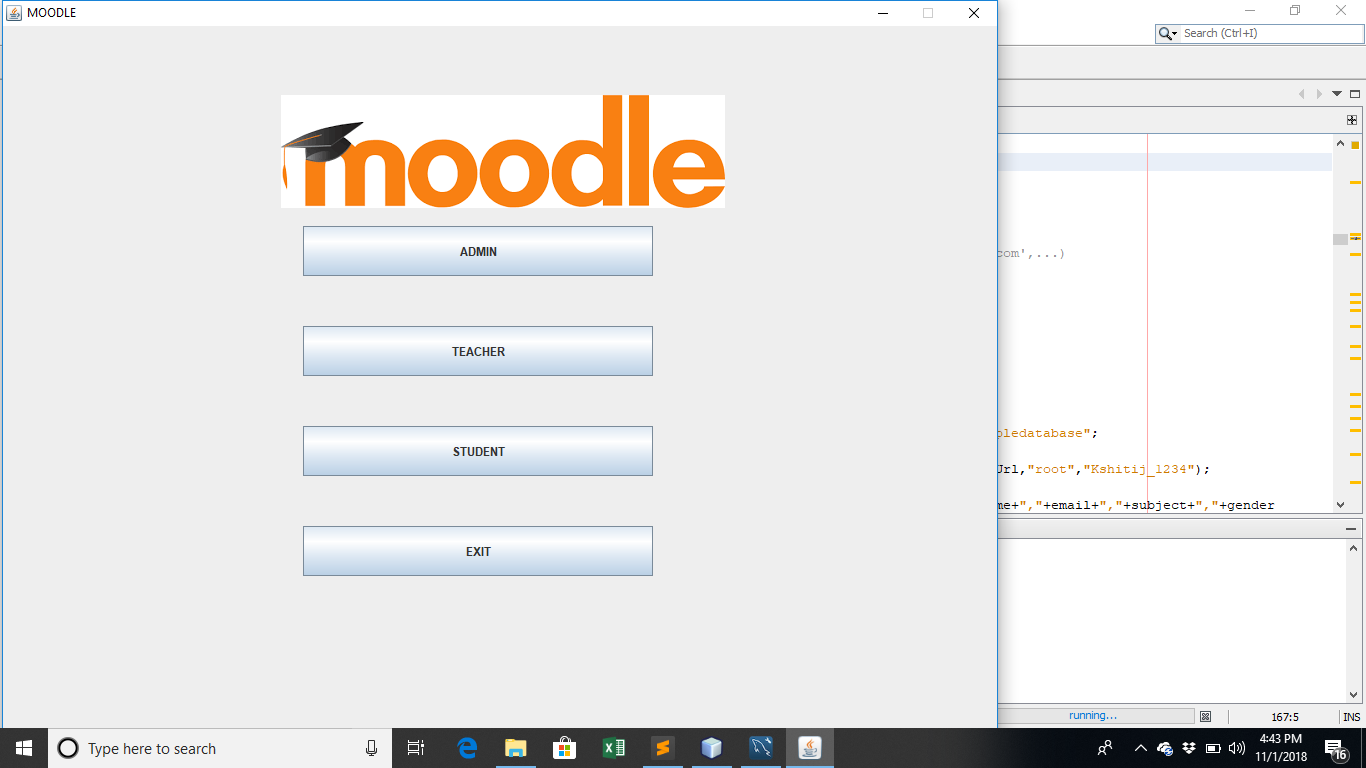 MOODLE
Search (Ctrl+I)
moodle
ADMIN
com',...)
TEACHER
pledatabase";
STUDENT
Url,"root","Kshitij_1234");
me+","+email+","+subject+","+gender
EXIT
running...
167:5
INS
Type here to search
4:43 PM
11/1/2018
16